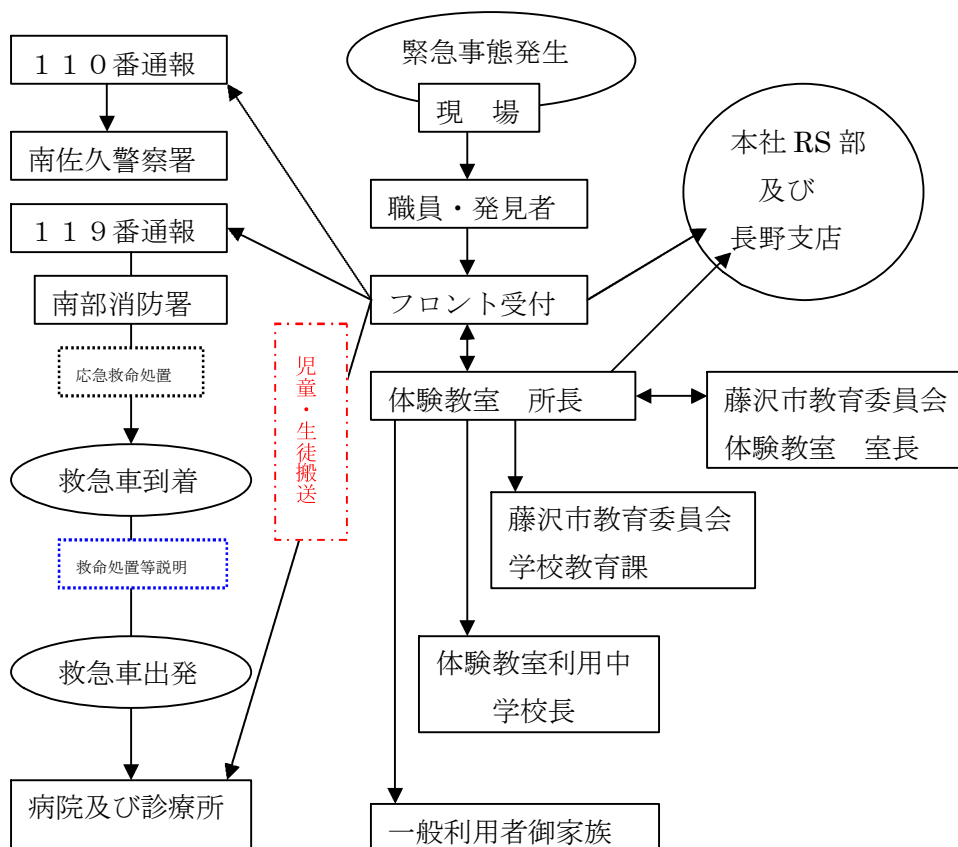 緊急事態発生
現　場
１１０番通報
南佐久警察署
１１９番通報
南部消防署
応急救命処置
救急車到着
救命処置等説明
救急車出発
病院及び診療所
職員・発見者
フロント受付
児童・生徒搬送
体験教室　所長
本社 RS 部
及び
長野支店
藤沢市教育委員会
体験教室　室長
藤沢市教育委員会
学校教育課
体験教室利用中
学校長
一般利用者御家族